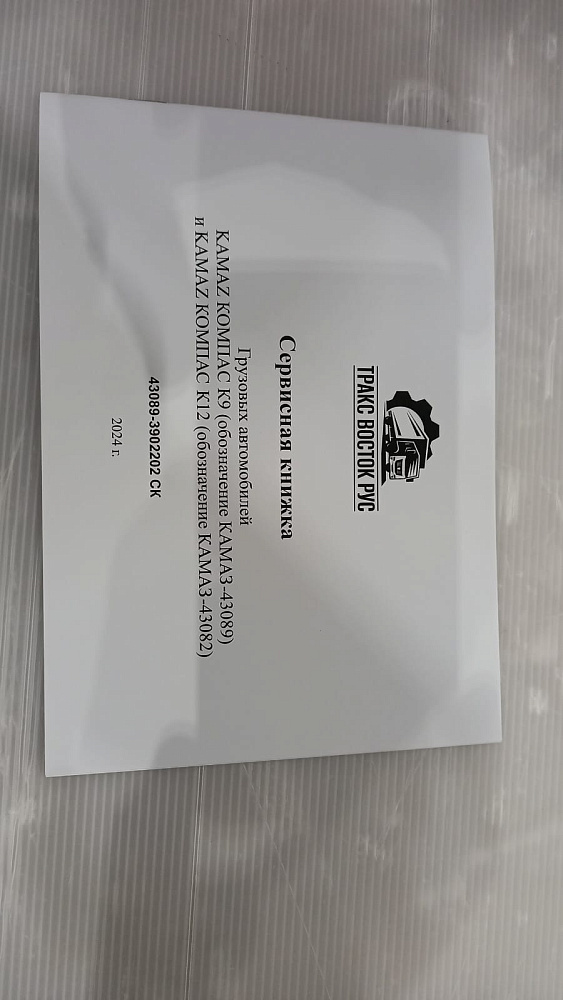 ТРАКС ВОСТОК РУС
Сервисная книжка
Грузовых автомобилей
KAMAZ КОМПАС К9 (обозначение КАМАЗ-43089)
и KAMAZ КОМПАС К12 (обозначение КАМАЗ-43082)
43089-3902202 СК
2024 г.